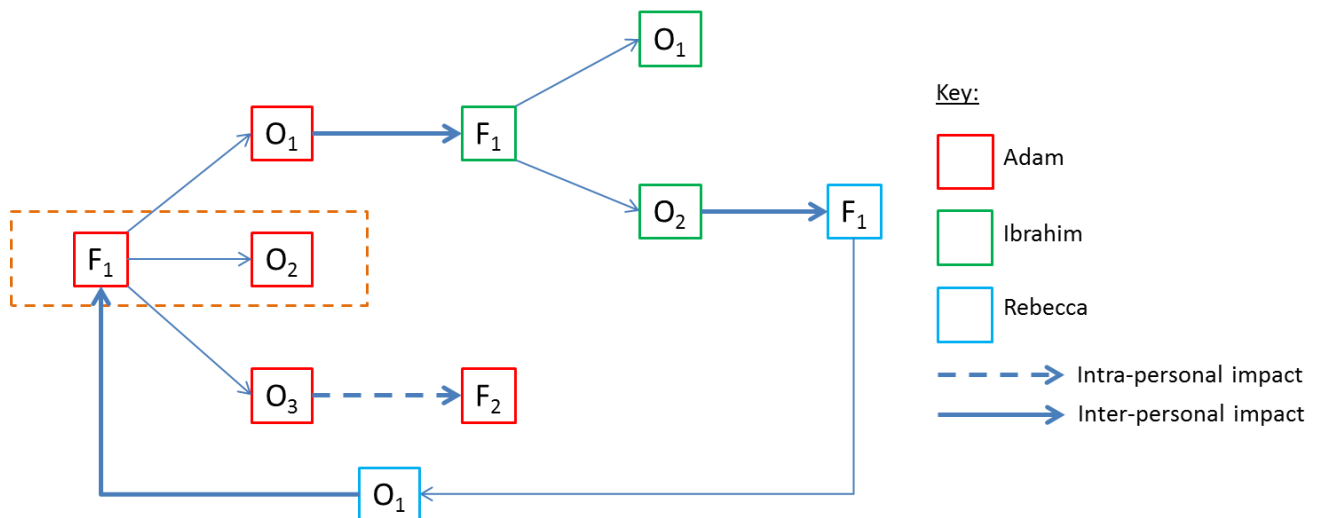 O₁
O₁
F₁
F₁
O₂
O₂
F₁
O₃
F₂
O₁
Key:
Adam
Ibrahim
Rebecca
Intra-personal impact
Inter-personal impact